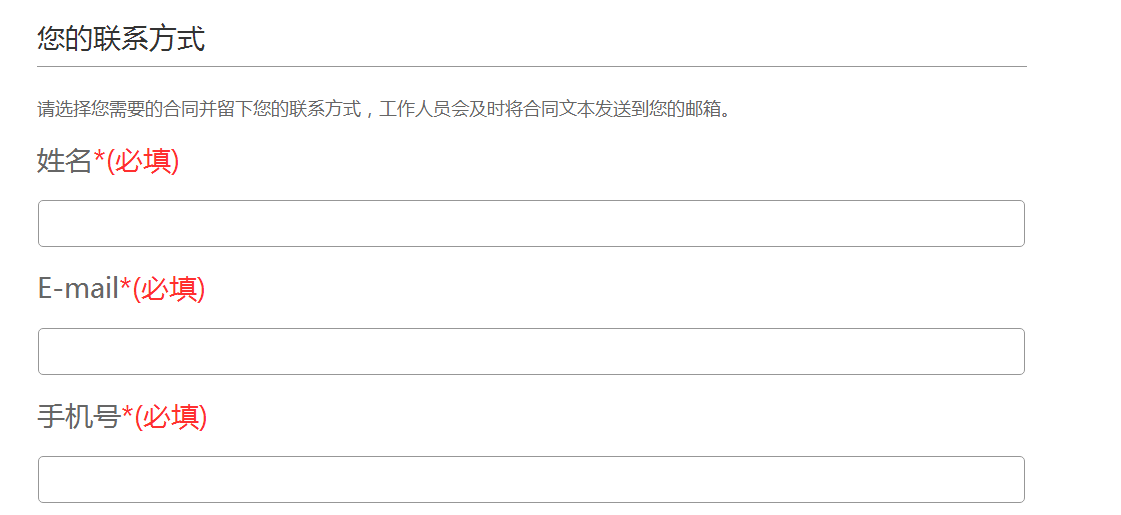 您的联系方式
请选择您需要的合同并留下您的联系方式，工作人员会及时将合同文本发送到您的邮箱。
姓名*(必填)
E-mail*(必填)
手机号*(必填)